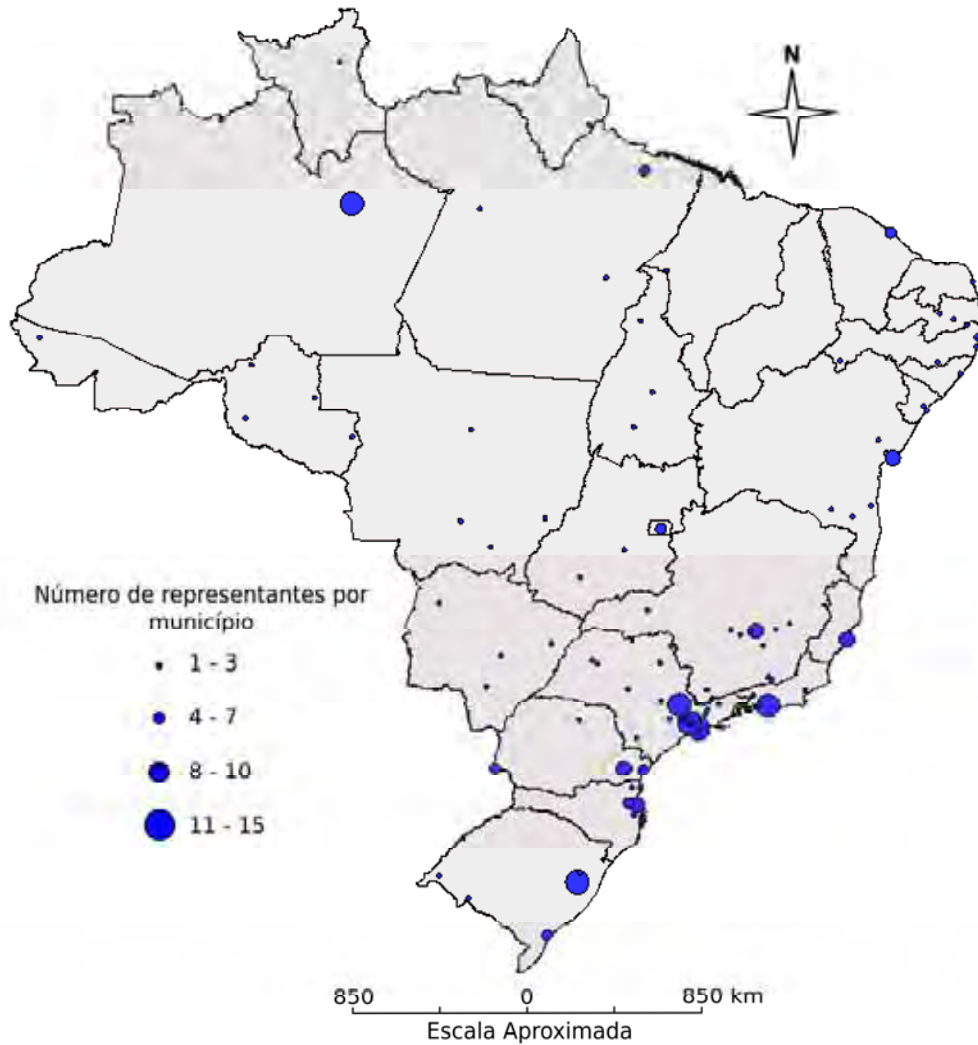 N
Número de representantes por
município
1 - 3
4 - 7
8 - 10
11 - 15
850 0 850 km
Escala Aproximada